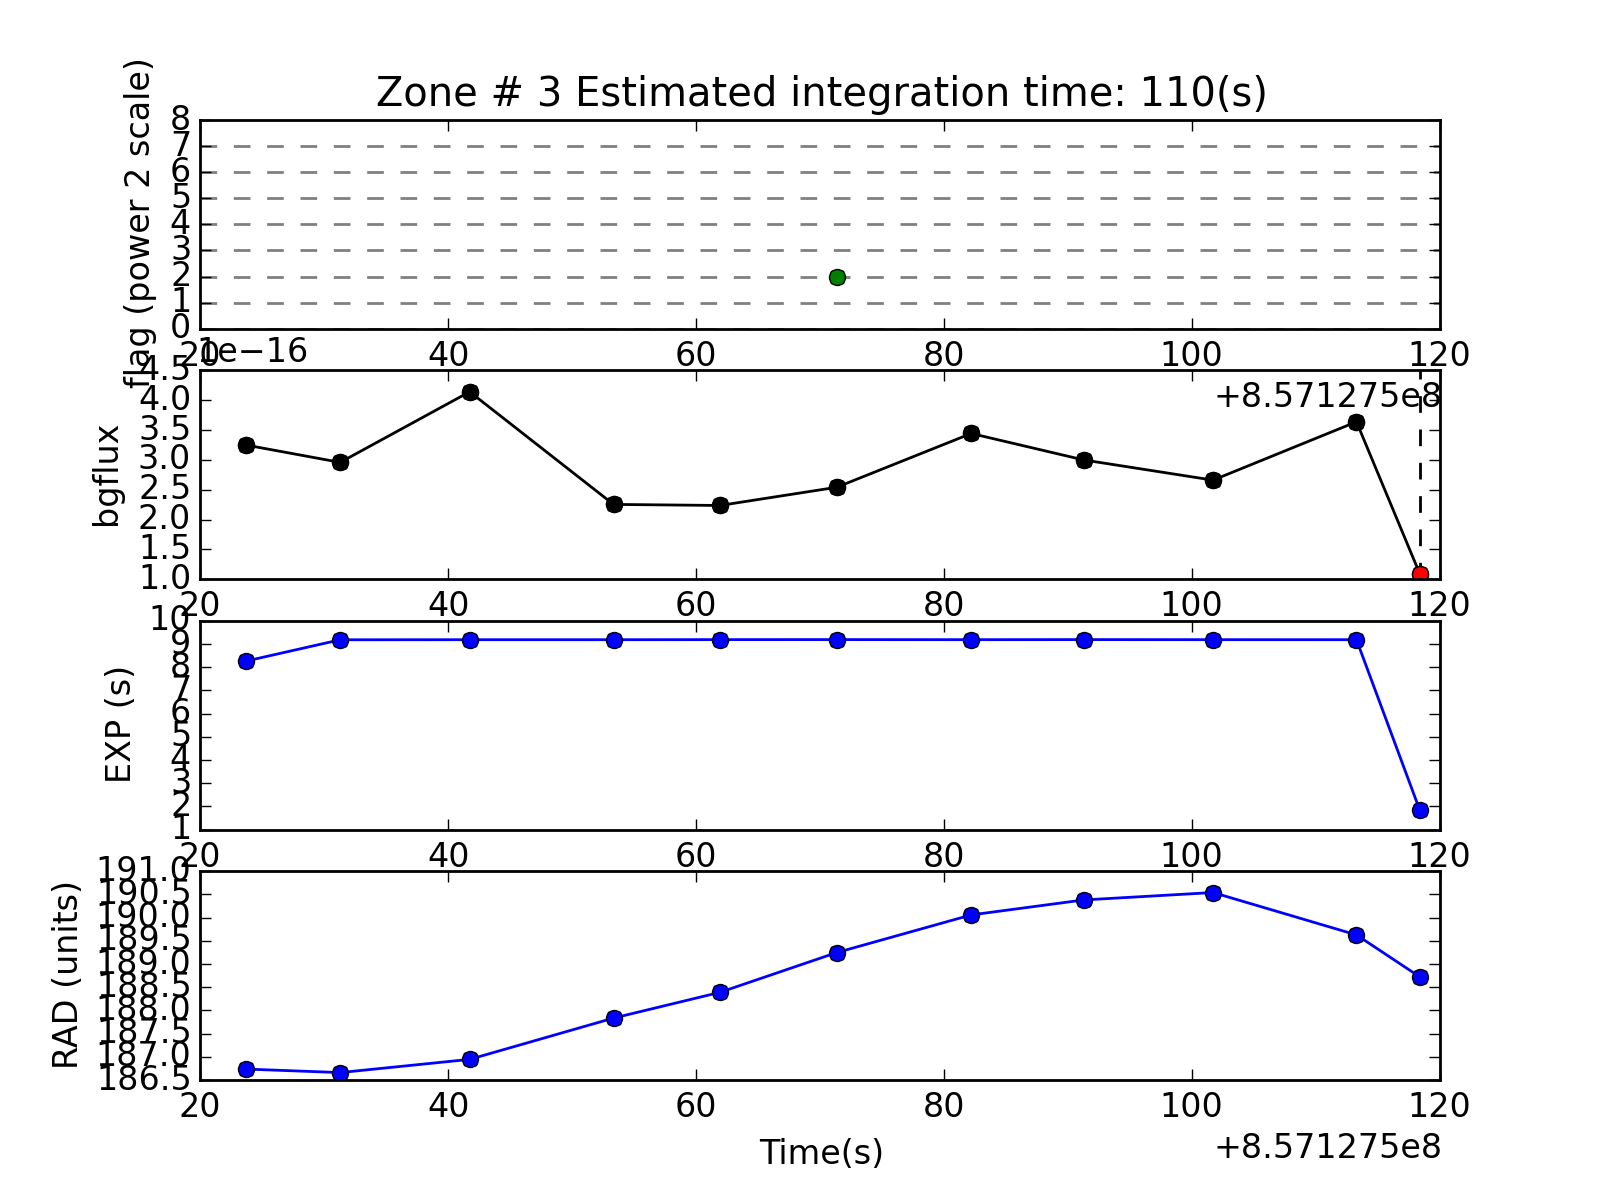 Zone # 3 Estimated integration time: 110(s)
flag (power 2 scale)
8
7
6
5
4
3
2
1
0
20 40 60 80 100 120
1e−16
+8.571275e8
bgflux
4.5
4.0
3.5
3.0
2.5
2.0
1.5
1.0
20 40 60 80 100 120
EXP (s)
10
9
8
7
6
5
4
3
2
1
20 40 60 80 100 120
RAD (units)
191.0
190.5
190.0
189.5
189.0
188.5
188.0
187.5
187.0
186.5
20 40 60 80 100 120
Time(s)
+8.571275e8